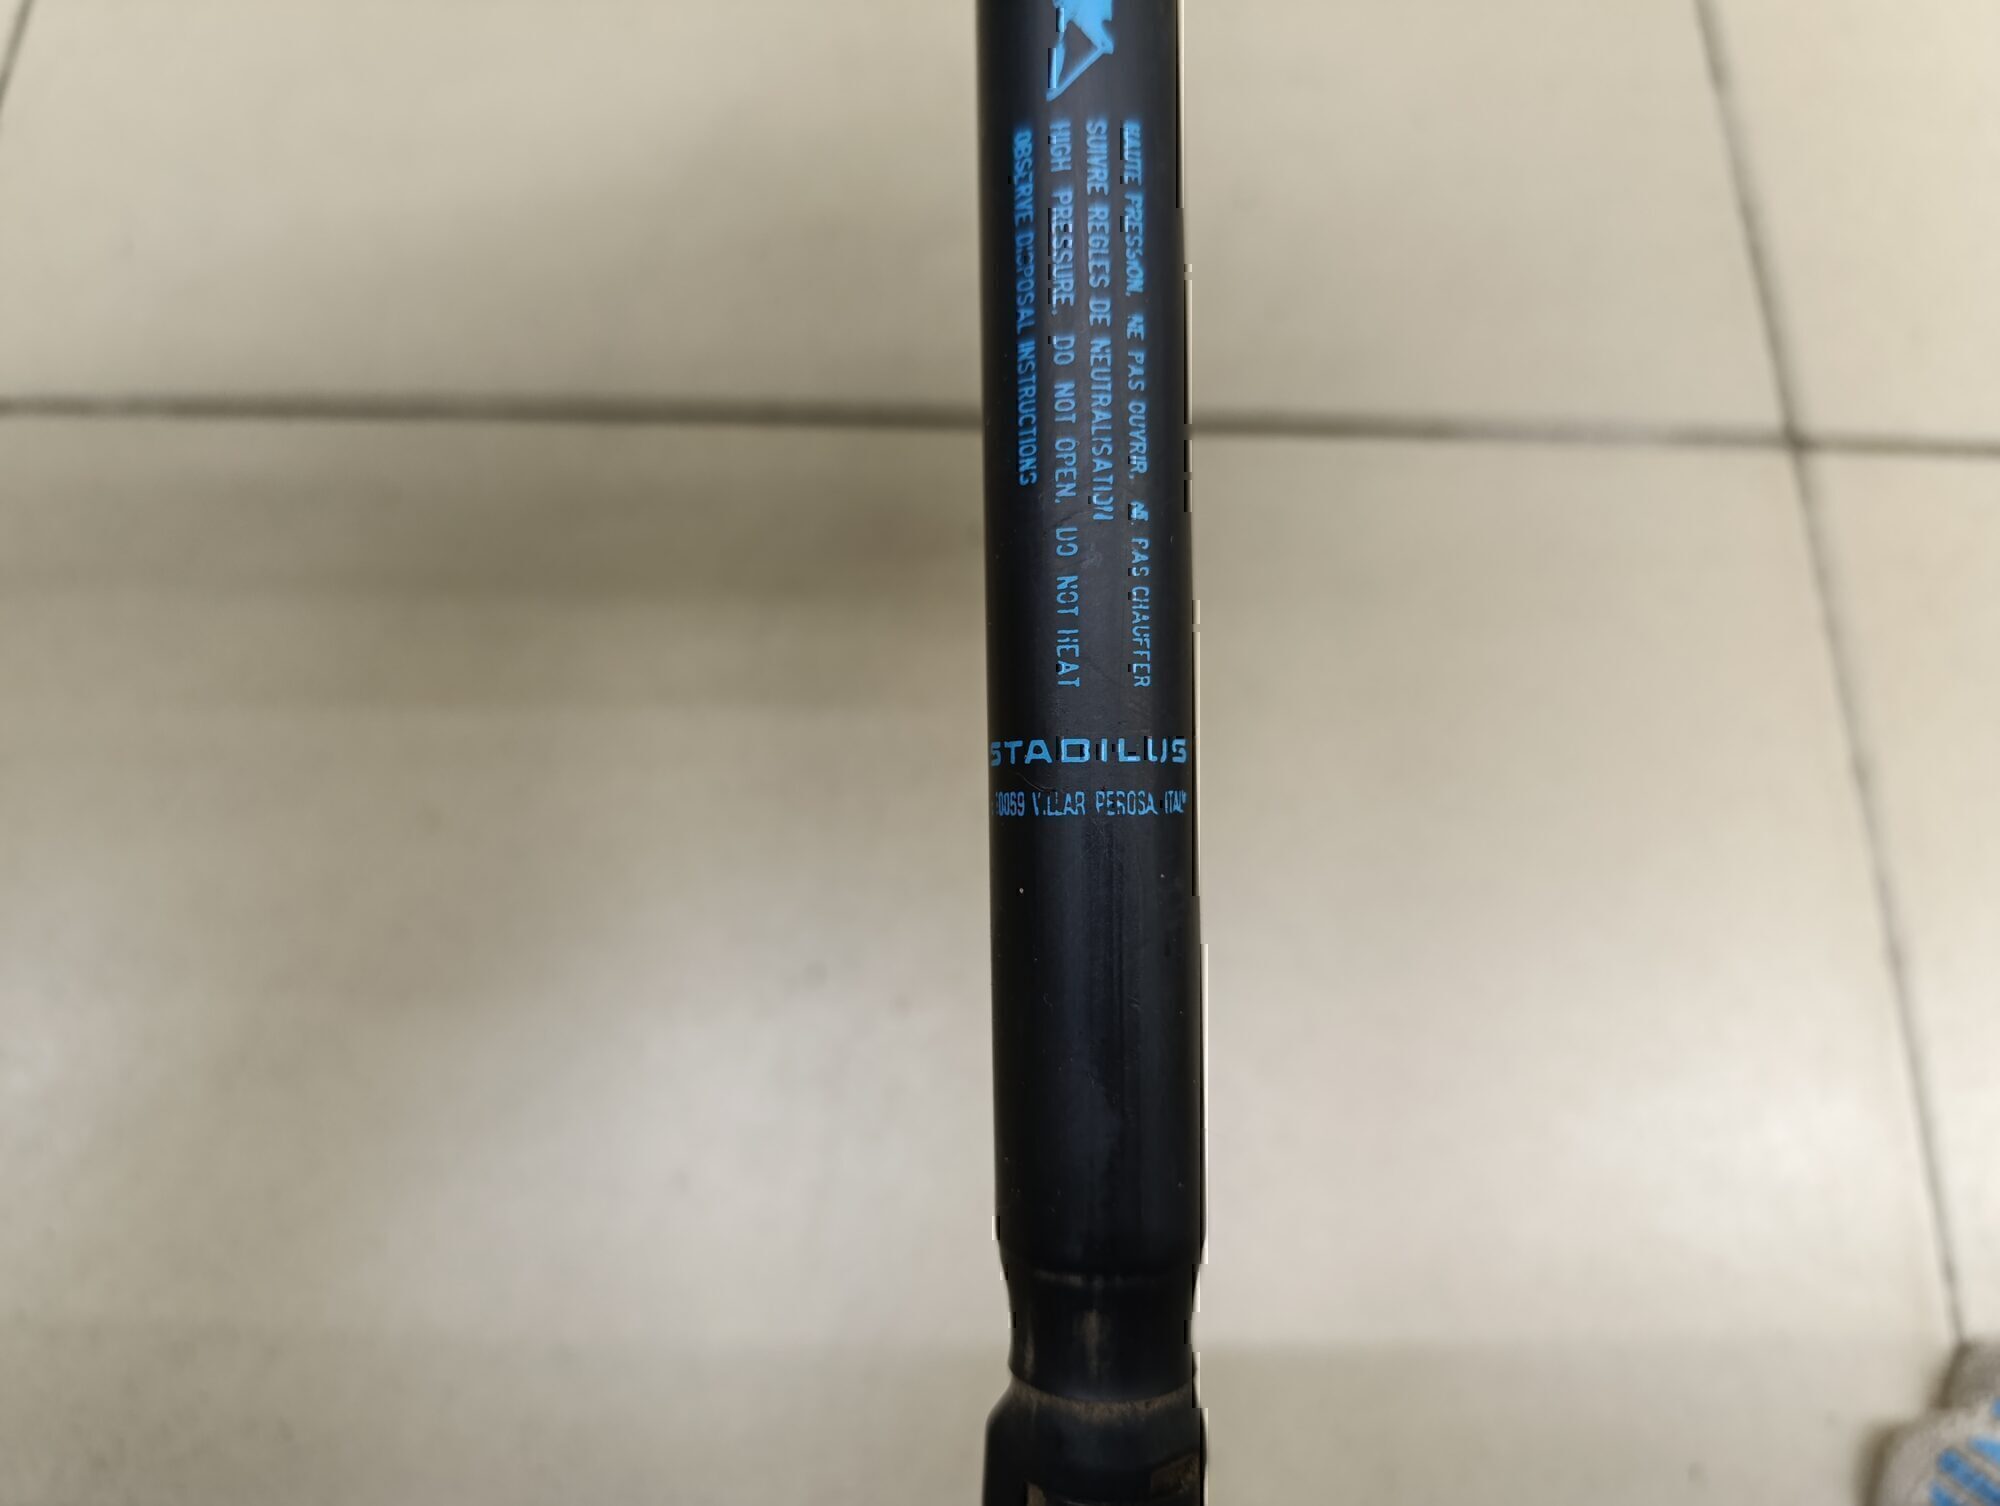 HAUTE PRESSION, NE PAS OUVRIR, NE PAS CHAUFFER
SUIVRE REGLES DE NEUTRALISATION
HIGH PRESSURE, DO NOT OPEN, DO NOT HEAT
OBSERVE DISPOSAL INSTRUCTIONS
STABILUS
10069 VILLAR PEROSA, ITALY